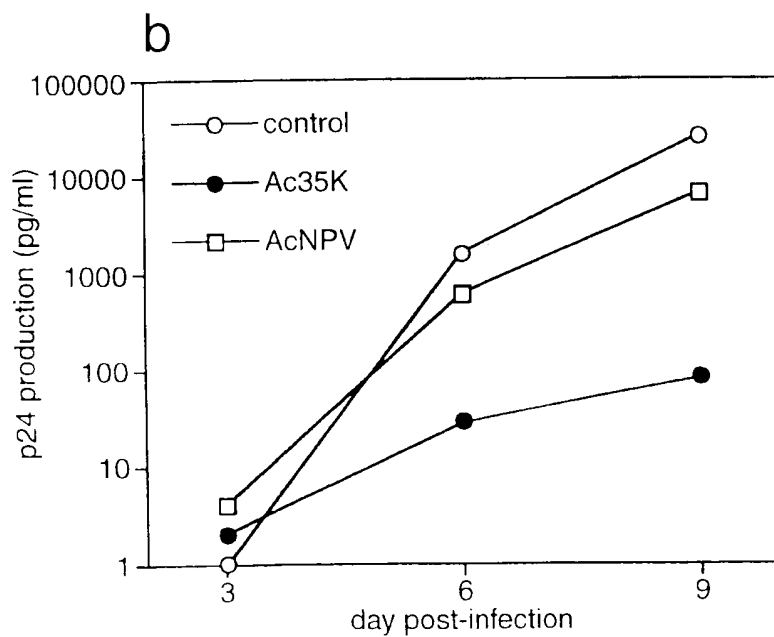 b
100000
10000
1000
100
10
1
p24 production (pg/ml)
control
Ac35K
AcNPV
3 6 9
day post-infection